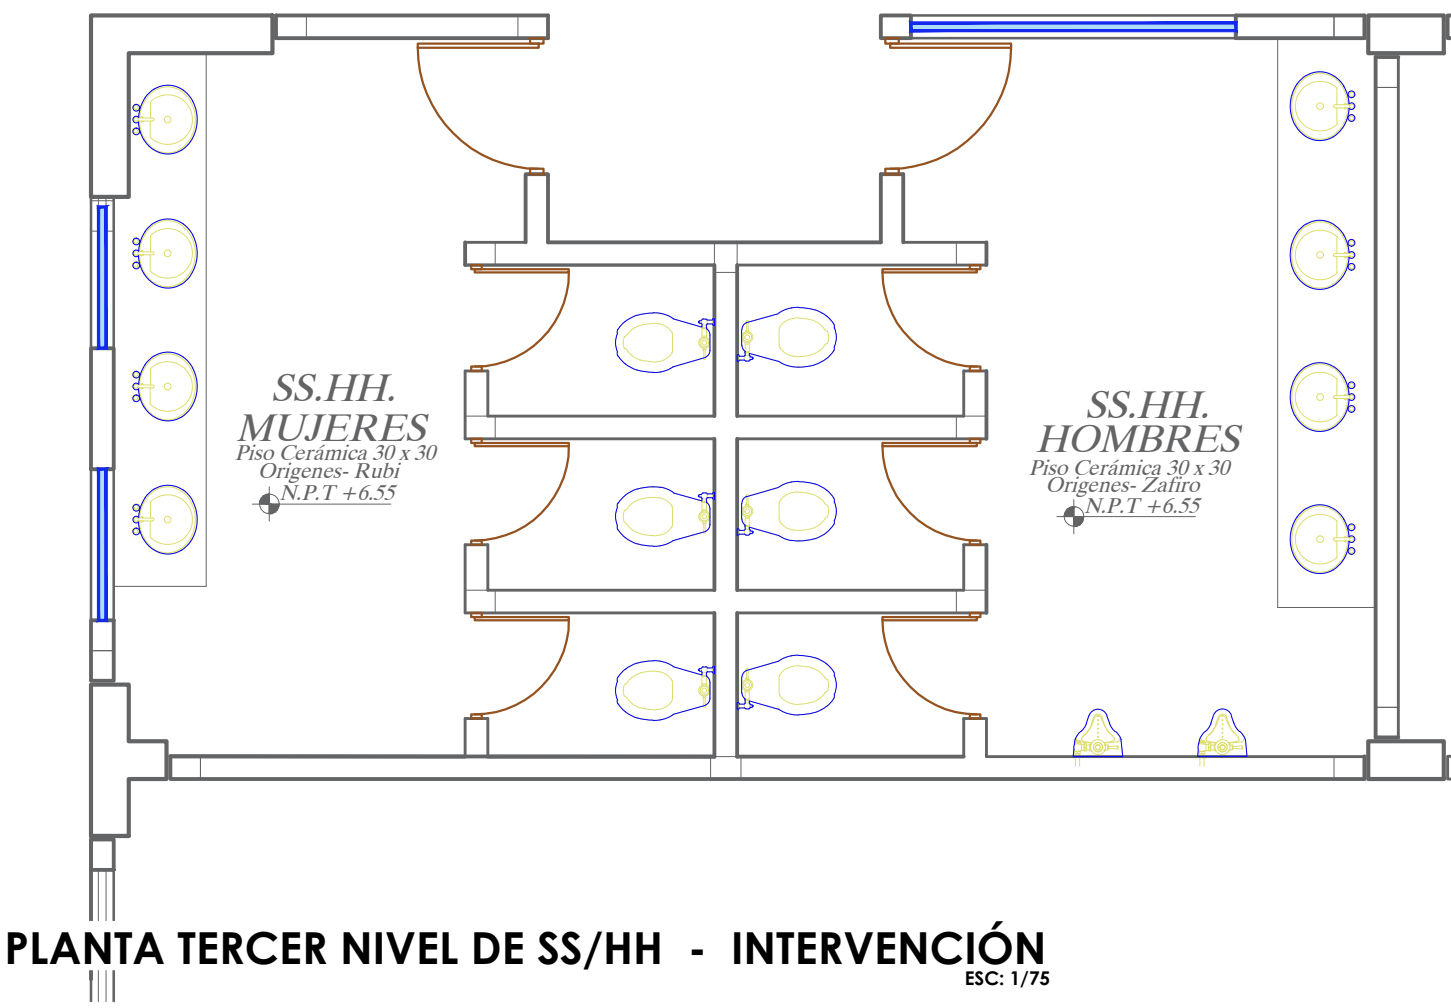 SS.HH.
MUJERES
Piso Cerámica 30 x 30
Origenes- Rubi
N.P.T +6.55
SS.HH.
HOMBRES
Piso Cerámica 30 x 30
Origenes- Zafiro
N.P.T +6.55
PLANTA TERCER NIVEL DE SS/HH - INTERVENCIÓN
ESC: 1/75